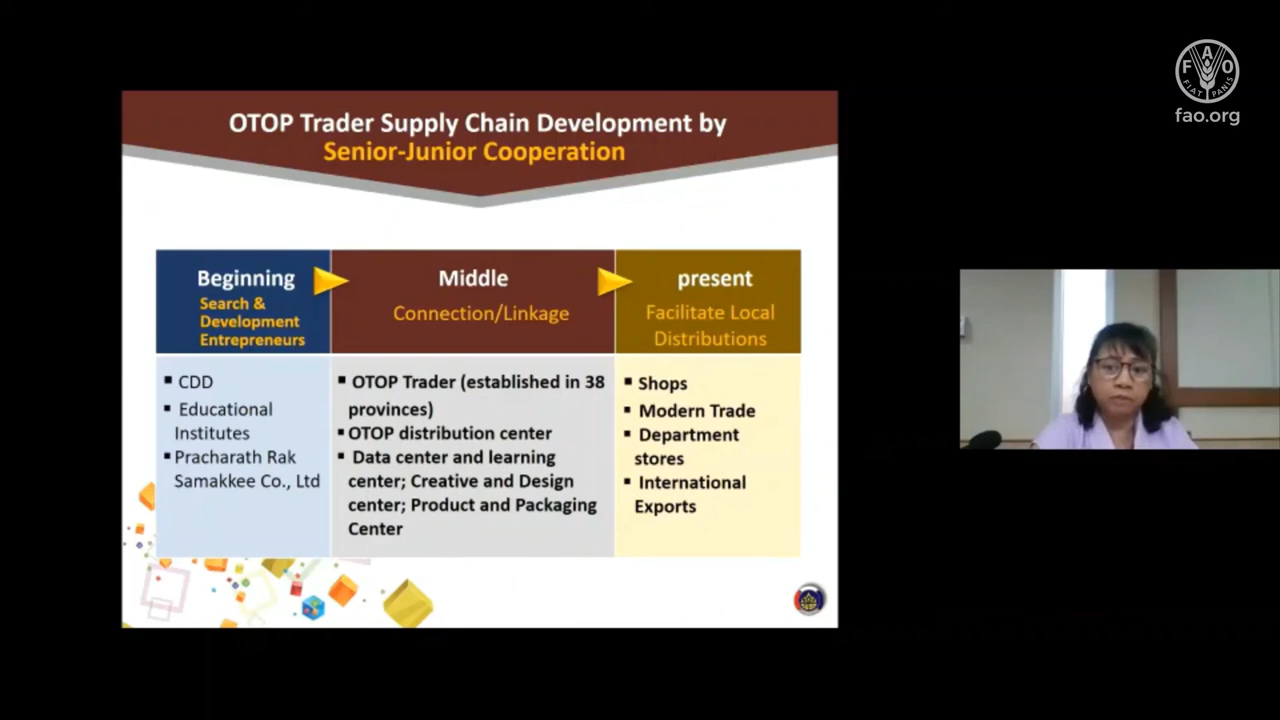 FAO
FIAT PANIS
fao.org
OTOP Trader Supply Chain Development by
Senior-Junior Cooperation
Beginning
Search &
Development
Entrepreneurs
Middle
Connection/Linkage
present
Facilitate Local
Distributions
▪ CDD
▪ Educational
Institutes
▪ Pracharath Rak
Samakkee Co., Ltd
▪ OTOP Trader (established in 38
provinces)
▪ OTOP distribution center
▪ Data center and learning
center; Creative and Design
center; Product and Packaging
Center
▪ Shops
▪ Modern Trade
▪ Department
stores
▪ International
Exports